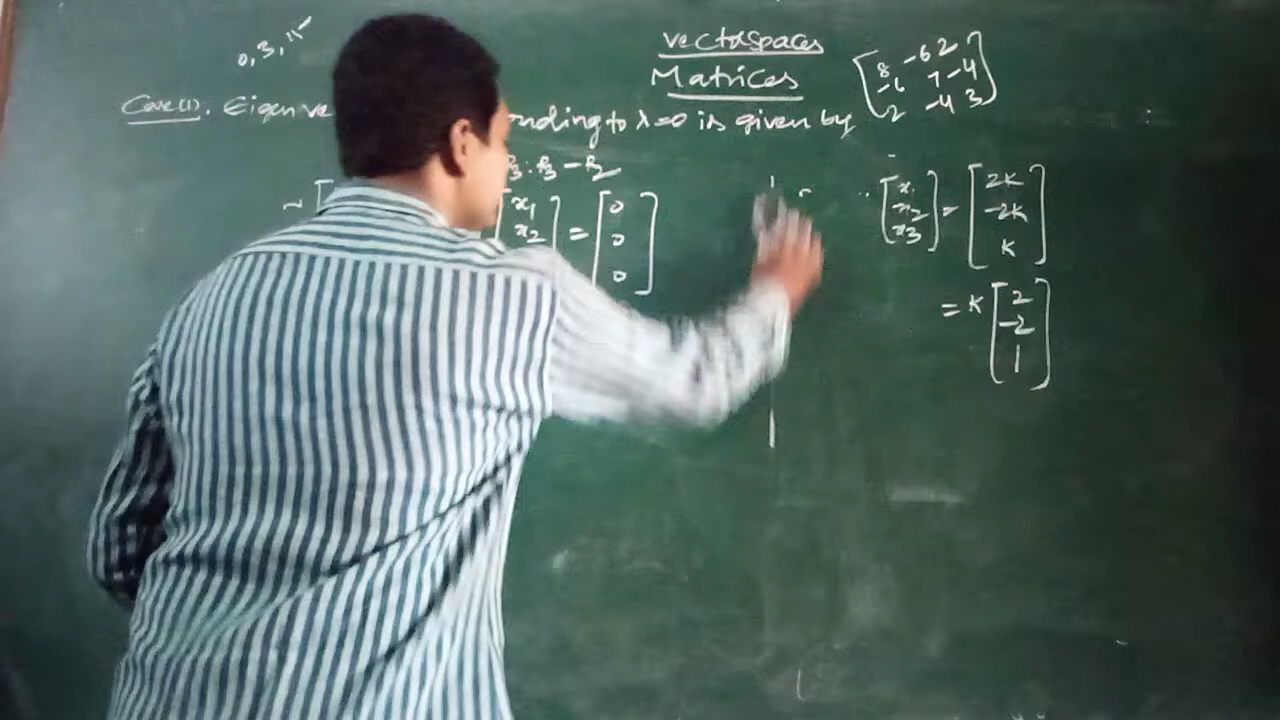 0, 3, 15
vectorspaces
Matrices
[8 -6 2
-6 7 -4
2 -4 3]
Case(1): Eigen ve onding to λ=0 is given by
R3:R3-R2
~ [ [x1 x2 ] = [0 0 0]
[x1 x2 x3] = [2K -2K K]
= K [2 -2 1]